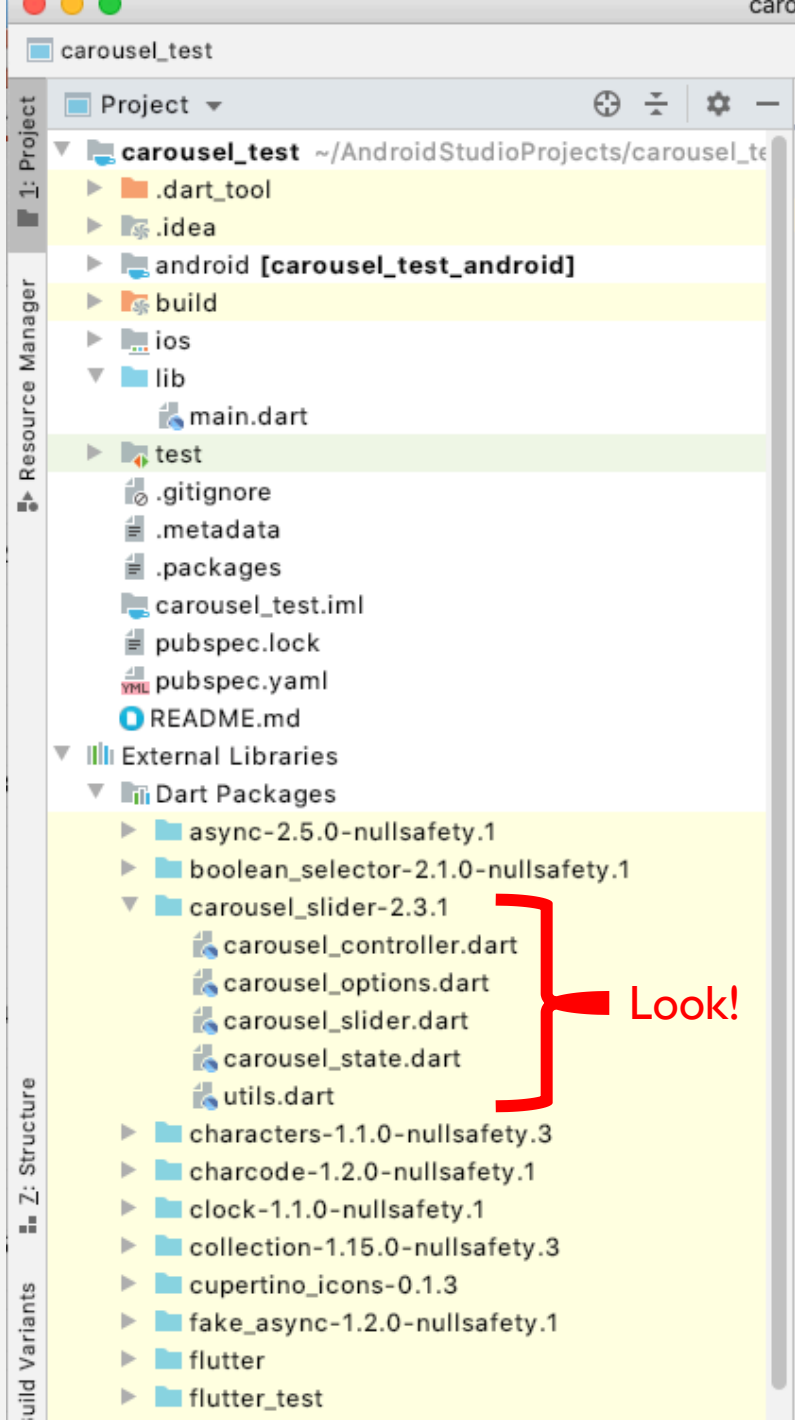 caro
carousel_test
Project
1: Project
carousel_test ~/AndroidStudioProjects/carousel_te
.dart_tool
.idea
android [carousel_test_android]
build
ios
lib
main.dart
Resource Manager
test
.gitignore
.metadata
.packages
carousel_test.iml
pubspec.lock
YML pubspec.yaml
README.md
External Libraries
Dart Packages
async-2.5.0-nullsafety.1
boolean_selector-2.1.0-nullsafety.1
carousel_slider-2.3.1
carousel_controller.dart
carousel_options.dart
Look!
carousel_slider.dart
carousel_state.dart
utils.dart
Z: Structure
characters-1.1.0-nullsafety.3
charcode-1.2.0-nullsafety.1
clock-1.1.0-nullsafety.1
collection-1.15.0-nullsafety.3
cupertino_icons-0.1.3
fake_async-1.2.0-nullsafety.1
uild Variants
flutter
flutter_test